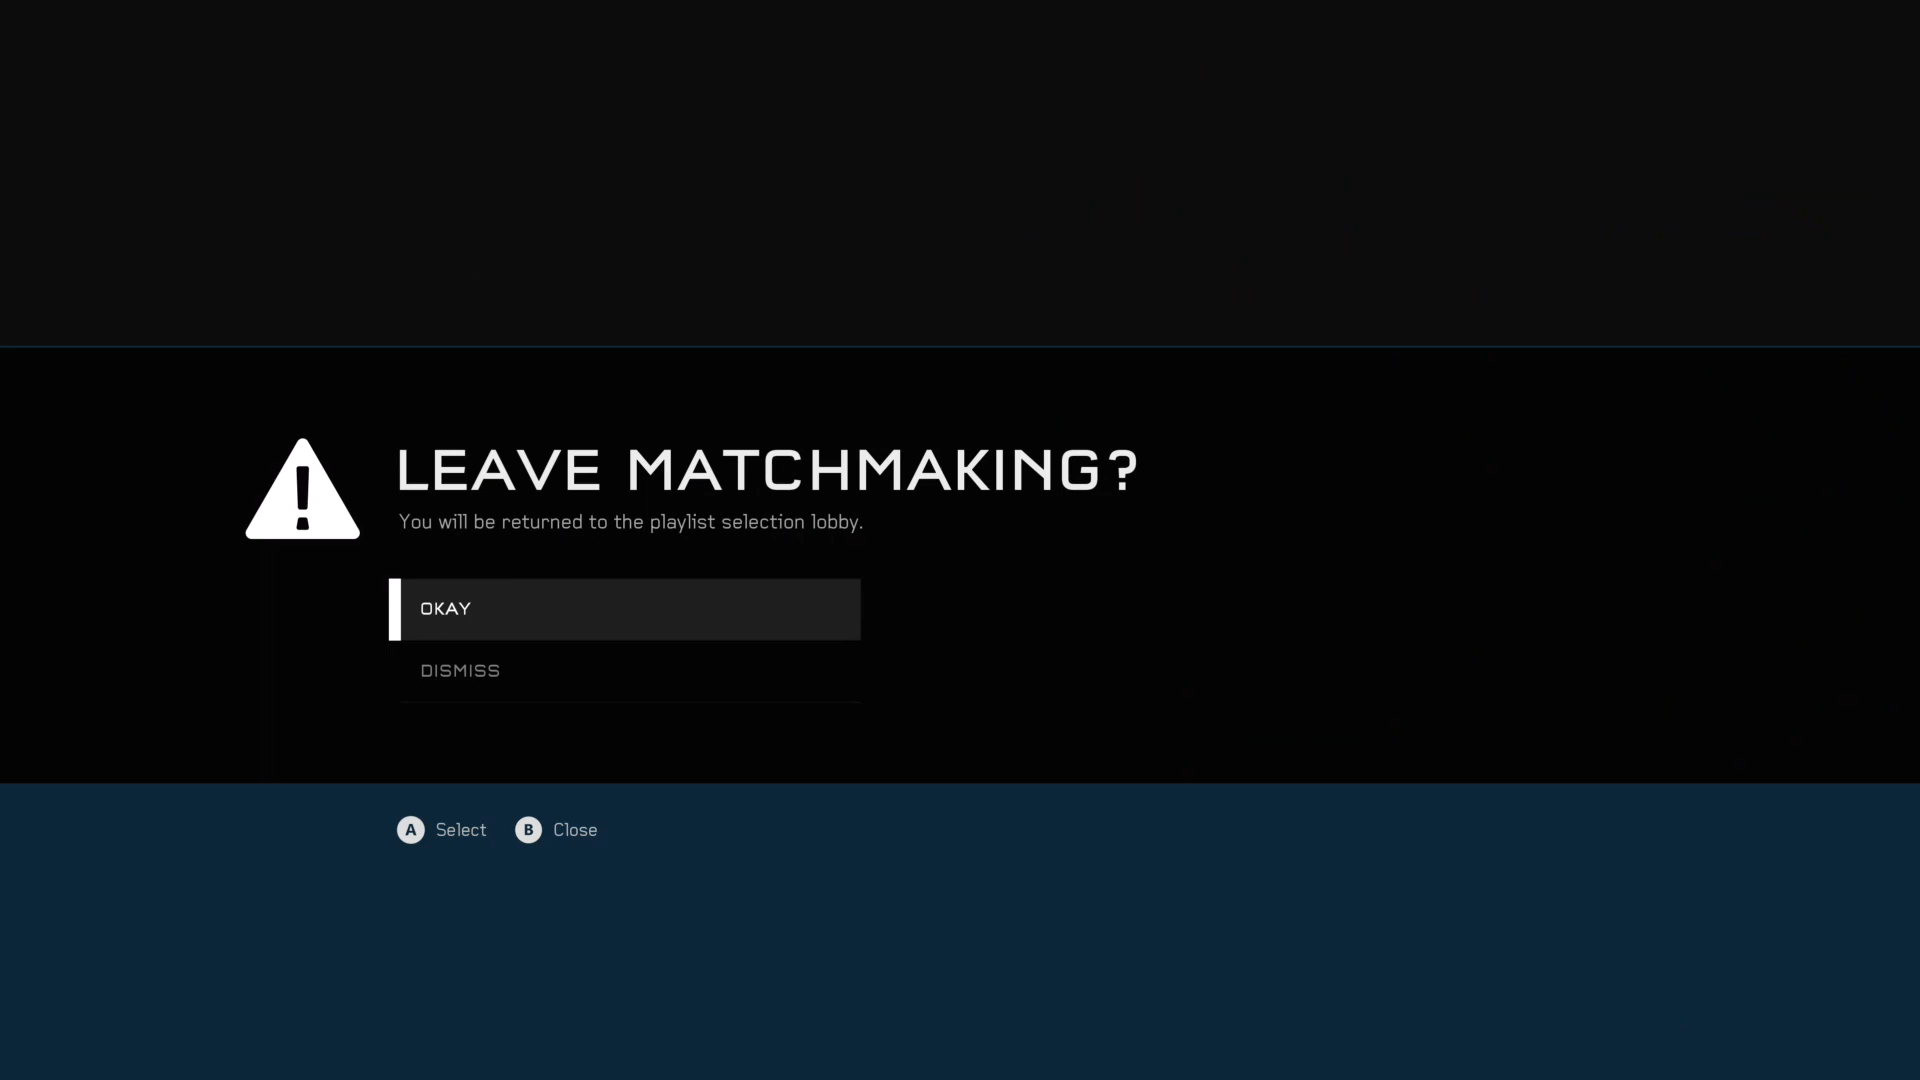 LEAVE MATCHMAKING?
You will be returned to the playlist selection lobby.
OKAY
DISMISS
A Select B Close